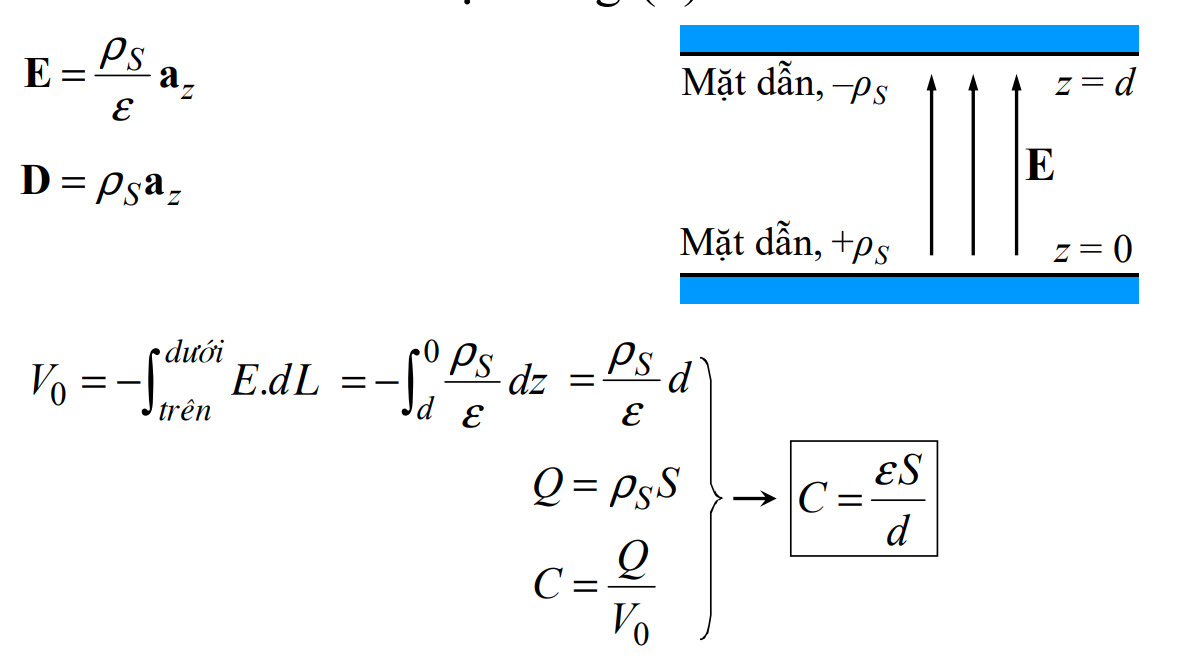 E = ρ_S/ε a_z
D = ρ_S a_z
Mặt dẫn, –ρ_S
z = d
E
Mặt dẫn, +ρ_S
z = 0
V_0 = –∫_trên^dưới E.dL = –∫_d^0 ρ_S/ε dz = ρ_S/ε d
Q = ρ_S S
C = Q/V_0
→ C = εS/d